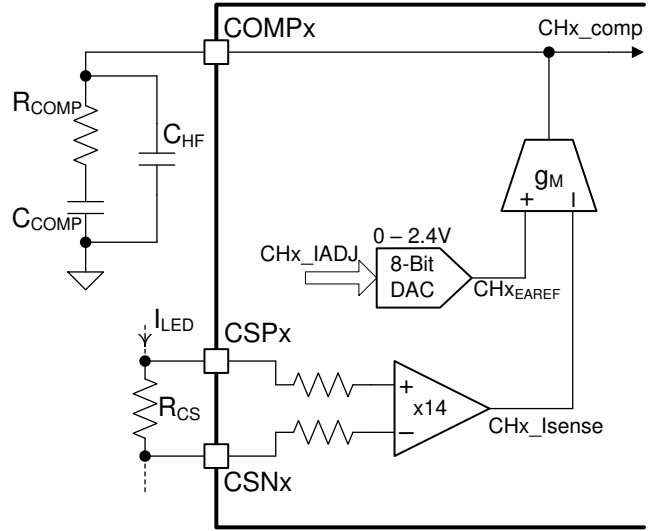 COMPx
CHx_comp
RCOMP
CHF
CCOMP
gM
+ −
0 – 2.4V
CHx_IADJ
8-Bit
DAC
CHxEAREF
ILED
CSPx
RCS
+
x14
−
CHx_Isense
CSNx